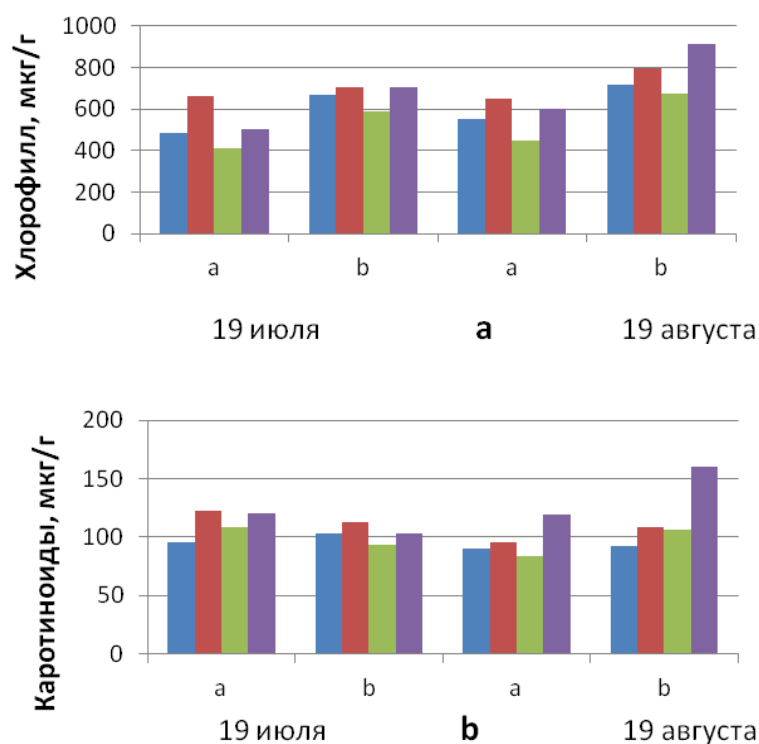 Хлорофилл, мкг/г
1000
800
600
400
200
0
a b a b
19 июля a 19 августа
Каротиноиды, мкг/г
200
150
100
50
0
a b a b
19 июля b 19 августа